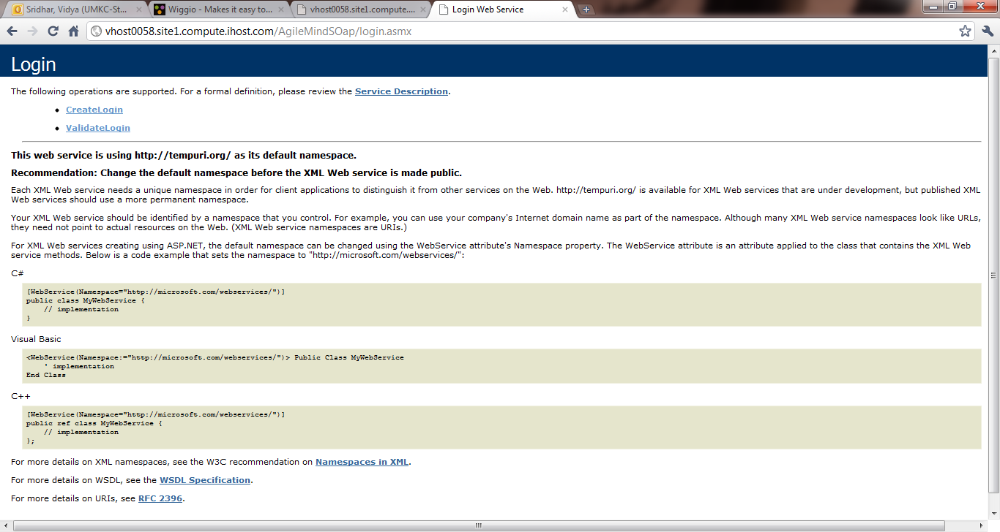 Sridhar, Vidya (UMKC-St...
Wiggio - Makes it easy to...
vhost0058.site1.compute....
Login Web Service
vhost0058.site1.compute.ihost.com/AgileMindSOap/login.asmx
Login
The following operations are supported. For a formal definition, please review the Service Description.
CreateLogin
ValidateLogin
This web service is using http://tempuri.org/ as its default namespace.
Recommendation: Change the default namespace before the XML Web service is made public.
Each XML Web service needs a unique namespace in order for client applications to distinguish it from other services on the Web. http://tempuri.org/ is available for XML Web services that are under development, but published XML
Web services should use a more permanent namespace.
Your XML Web service should be identified by a namespace that you control. For example, you can use your company's Internet domain name as part of the namespace. Although many XML Web service namespaces look like URLs,
they need not point to actual resources on the Web. (XML Web service namespaces are URIs.)
For XML Web services creating using ASP.NET, the default namespace can be changed using the WebService attribute's Namespace property. The WebService attribute is an attribute applied to the class that contains the XML Web
service methods. Below is a code example that sets the namespace to "http://microsoft.com/webservices/":
C#
[WebService(Namespace="http://microsoft.com/webservices/")]
public class MyWebService {
    // implementation
}
Visual Basic
<WebService(Namespace:="http://microsoft.com/webservices/")> Public Class MyWebService
    ' implementation
End Class
C++
[WebService(Namespace="http://microsoft.com/webservices/")]
public ref class MyWebService {
    // implementation
};
For more details on XML namespaces, see the W3C recommendation on Namespaces in XML.
For more details on WSDL, see the WSDL Specification.
For more details on URIs, see RFC 2396.